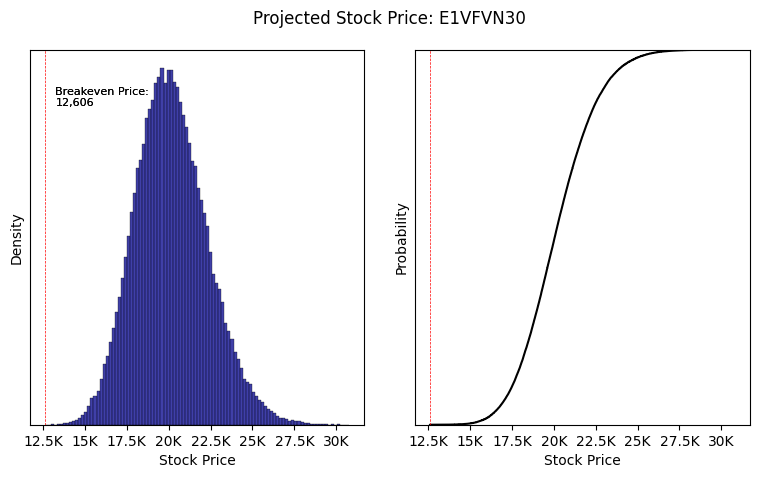 Projected Stock Price: E1VFVN30
Breakeven Price:
12,606
Density
12.5K 15K 17.5K 20K 22.5K 25K 27.5K 30K
Stock Price
Probability
12.5K 15K 17.5K 20K 22.5K 25K 27.5K 30K
Stock Price